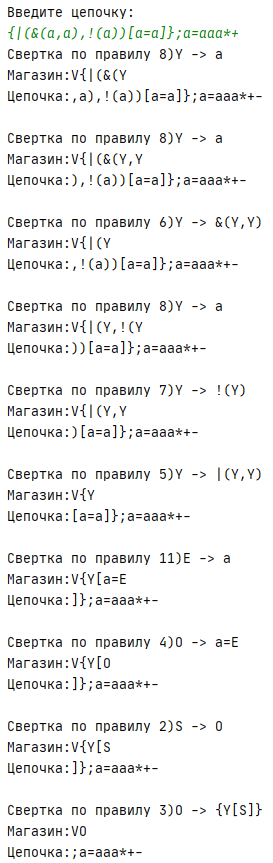 Введите цепочку:
{|(&(a,a),!(a))[a=a]};a=aaa*+
Свертка по правилу 8)Y -> a
Магазин:V{|(&(Y
Цепочка:,a),!(a))[a=a]};a=aaa*+-
Свертка по правилу 8)Y -> a
Магазин:V{|(&(Y,Y
Цепочка:),!(a))[a=a]};a=aaa*+-
Свертка по правилу 6)Y -> &(Y,Y)
Магазин:V{|(Y
Цепочка:,!(a))[a=a]};a=aaa*+-
Свертка по правилу 8)Y -> a
Магазин:V{|(Y,!(Y
Цепочка:))[a=a]};a=aaa*+-
Свертка по правилу 7)Y -> !(Y)
Магазин:V{|(Y,Y
Цепочка:)[a=a]};a=aaa*+-
Свертка по правилу 5)Y -> |(Y,Y)
Магазин:V{Y
Цепочка:[a=a]};a=aaa*+-
Свертка по правилу 11)E -> a
Магазин:V{Y[a=E
Цепочка:]};a=aaa*+-
Свертка по правилу 4)O -> a=E
Магазин:V{Y[O
Цепочка:]};a=aaa*+-
Свертка по правилу 2)S -> O
Магазин:V{Y[S
Цепочка:]};a=aaa*+-
Свертка по правилу 3)O -> {Y[S]}
Магазин:VO
Цепочка:;a=aaa*+-